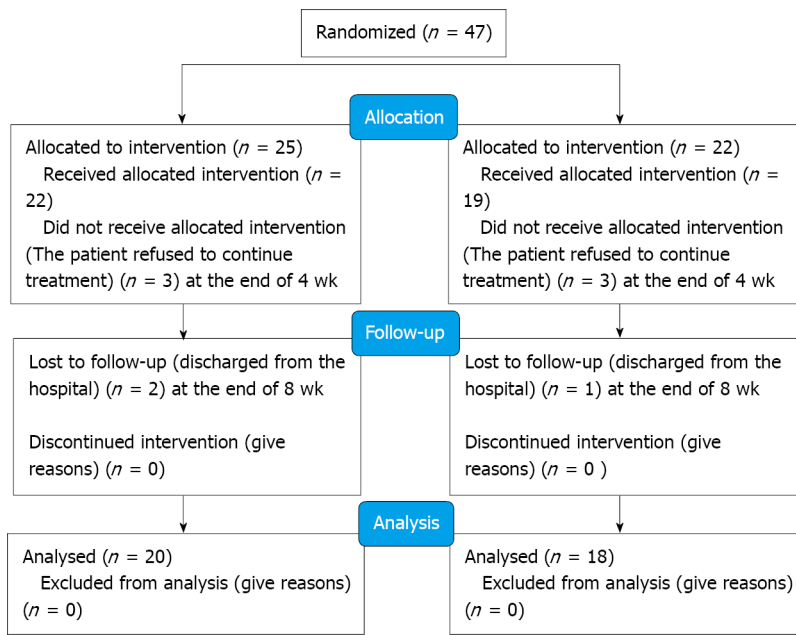 Randomized (n = 47)
Allocation
Allocated to intervention (n = 25)
Received allocated intervention (n =
22)
Did not receive allocated intervention
(The patient refused to continue
treatment) (n = 3) at the end of 4 wk
Allocated to intervention (n = 22)
Received allocated intervention (n =
19)
Did not receive allocated intervention
(The patient refused to continue
treatment) (n = 3) at the end of 4 wk
Follow-up
Lost to follow-up (discharged from the
hospital) (n = 2) at the end of 8 wk
Discontinued intervention (give
reasons) (n = 0)
Lost to follow-up (discharged from the
hospital) (n = 1) at the end of 8 wk
Discontinued intervention (give
reasons) (n = 0 )
Analysis
Analysed (n = 20)
Excluded from analysis (give reasons)
(n = 0)
Analysed (n = 18)
Excluded from analysis (give reasons)
(n = 0)